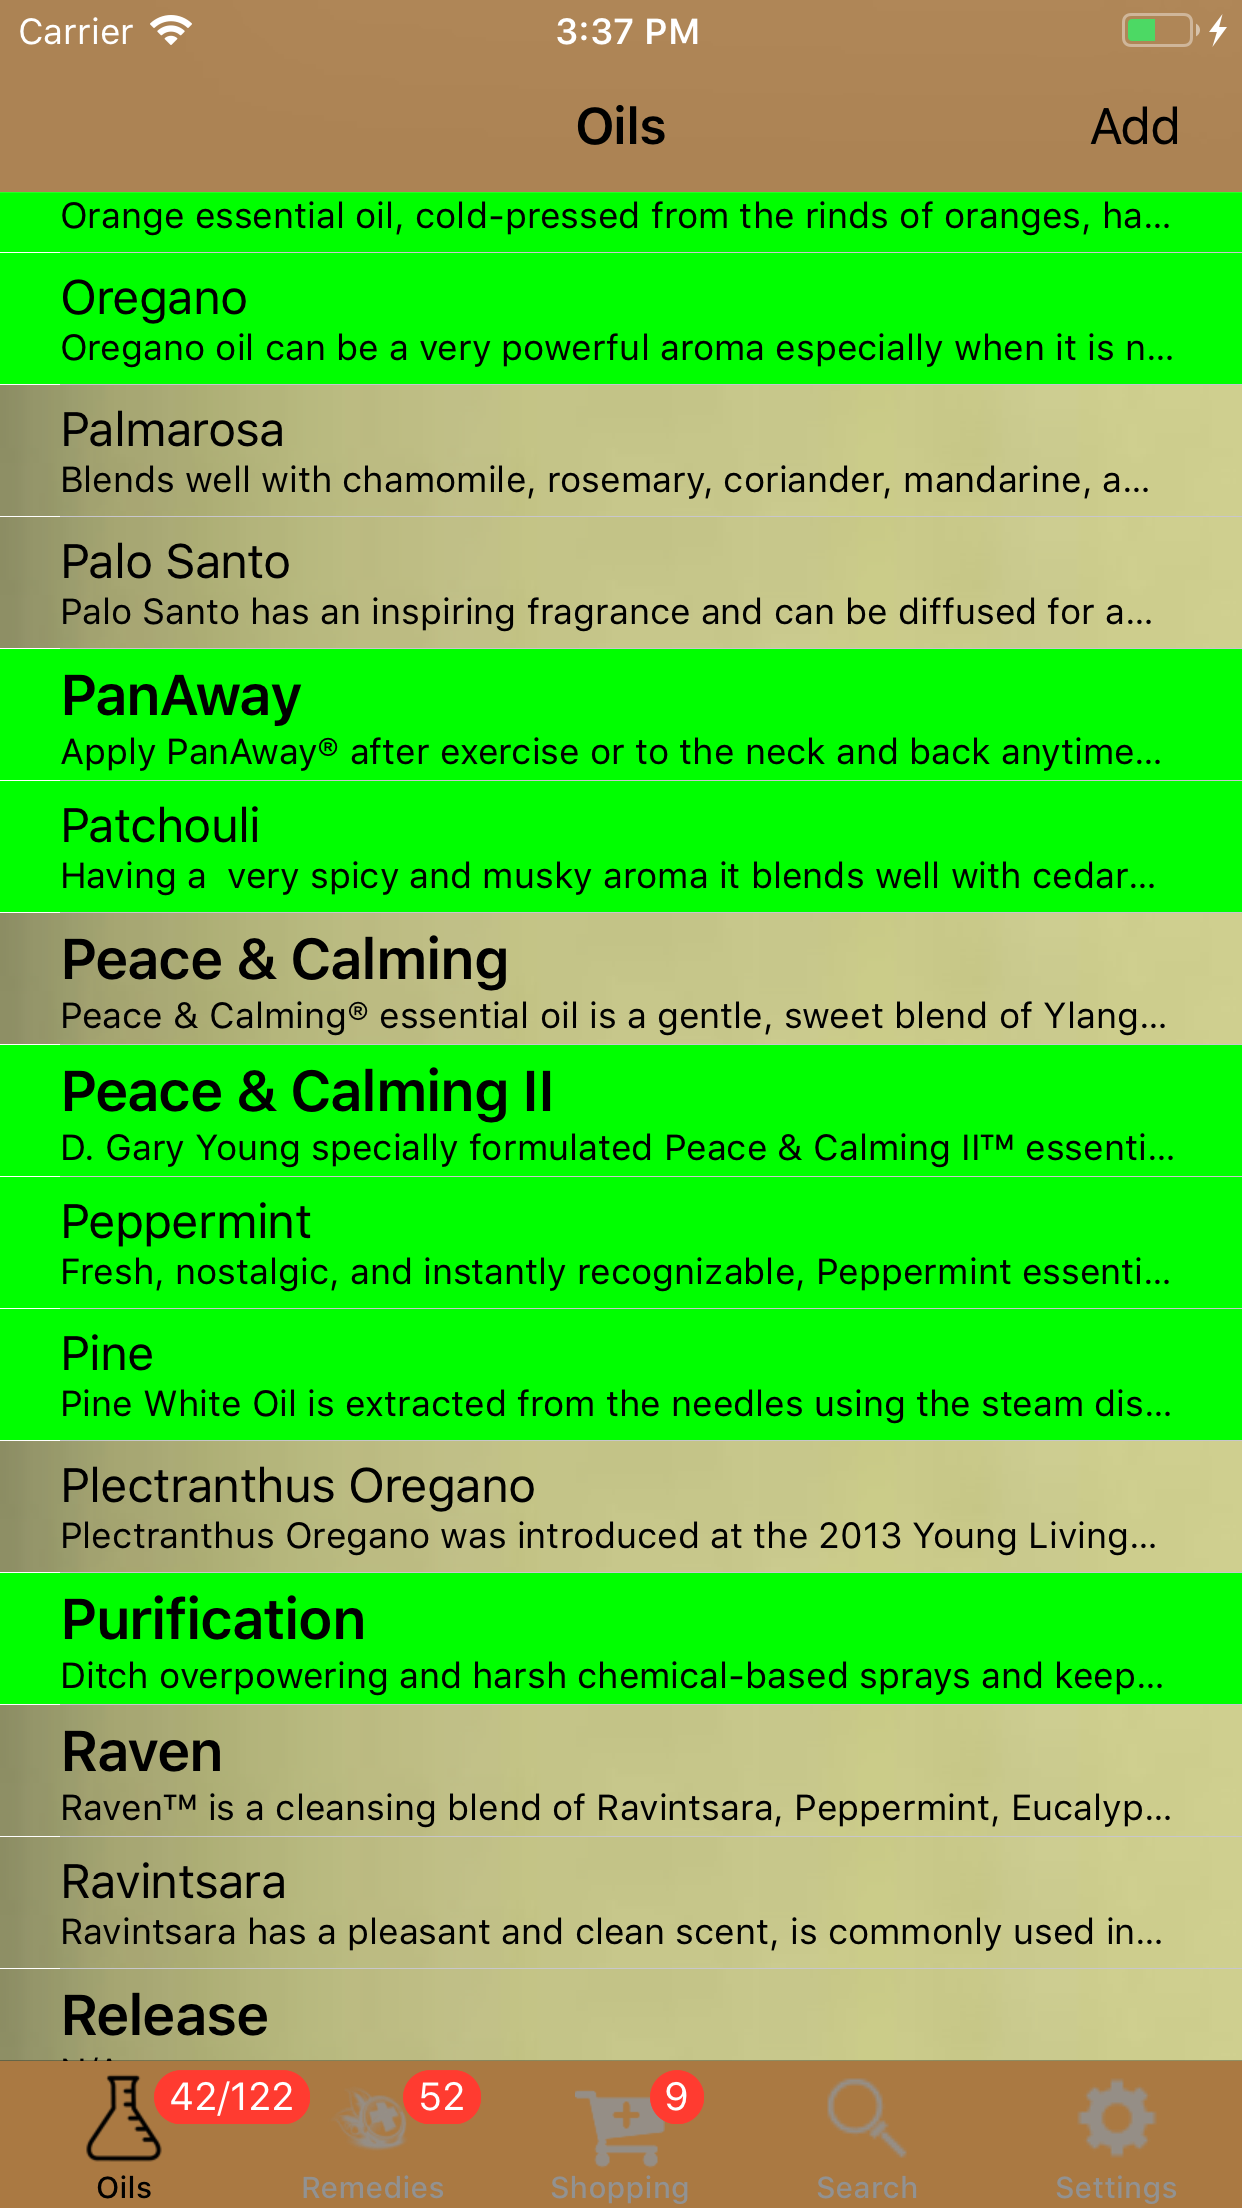 Carrier 3:37 PM
Oils Add
Orange essential oil, cold-pressed from the rinds of oranges, ha...
Oregano
Oregano oil can be a very powerful aroma especially when it is n...
Palmarosa
Blends well with chamomile, rosemary, coriander, mandarine, a...
Palo Santo
Palo Santo has an inspiring fragrance and can be diffused for a...
PanAway
Apply PanAway® after exercise or to the neck and back anytime...
Patchouli
Having a  very spicy and musky aroma it blends well with cedar...
Peace & Calming
Peace & Calming® essential oil is a gentle, sweet blend of Ylang...
Peace & Calming II
D. Gary Young specially formulated Peace & Calming II™ essenti...
Peppermint
Fresh, nostalgic, and instantly recognizable, Peppermint essenti...
Pine
Pine White Oil is extracted from the needles using the steam dis...
Plectranthus Oregano
Plectranthus Oregano was introduced at the 2013 Young Living...
Purification
Ditch overpowering and harsh chemical-based sprays and keep...
Raven
Raven™ is a cleansing blend of Ravintsara, Peppermint, Eucalyp...
Ravintsara
Ravintsara has a pleasant and clean scent, is commonly used in...
Release
42/122 52 9
Oils Remedies Shopping Search Settings